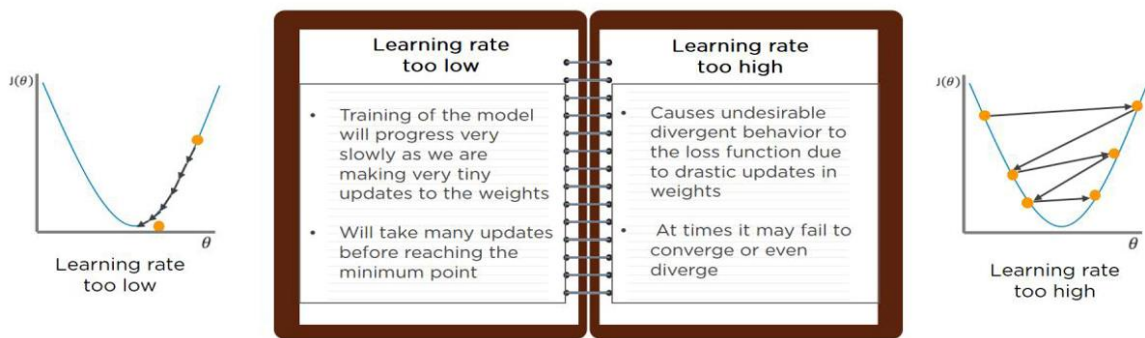 J(θ)
θ
Learning rate
too low
Learning rate
too low
• Training of the model
will progress very
slowly as we are
making very tiny
updates to the weights
• Will take many updates
before reaching the
minimum point
Learning rate
too high
• Causes undesirable
divergent behavior to
the loss function due
to drastic updates in
weights
• At times it may fail to
converge or even
diverge
J(θ)
θ
Learning rate
too high